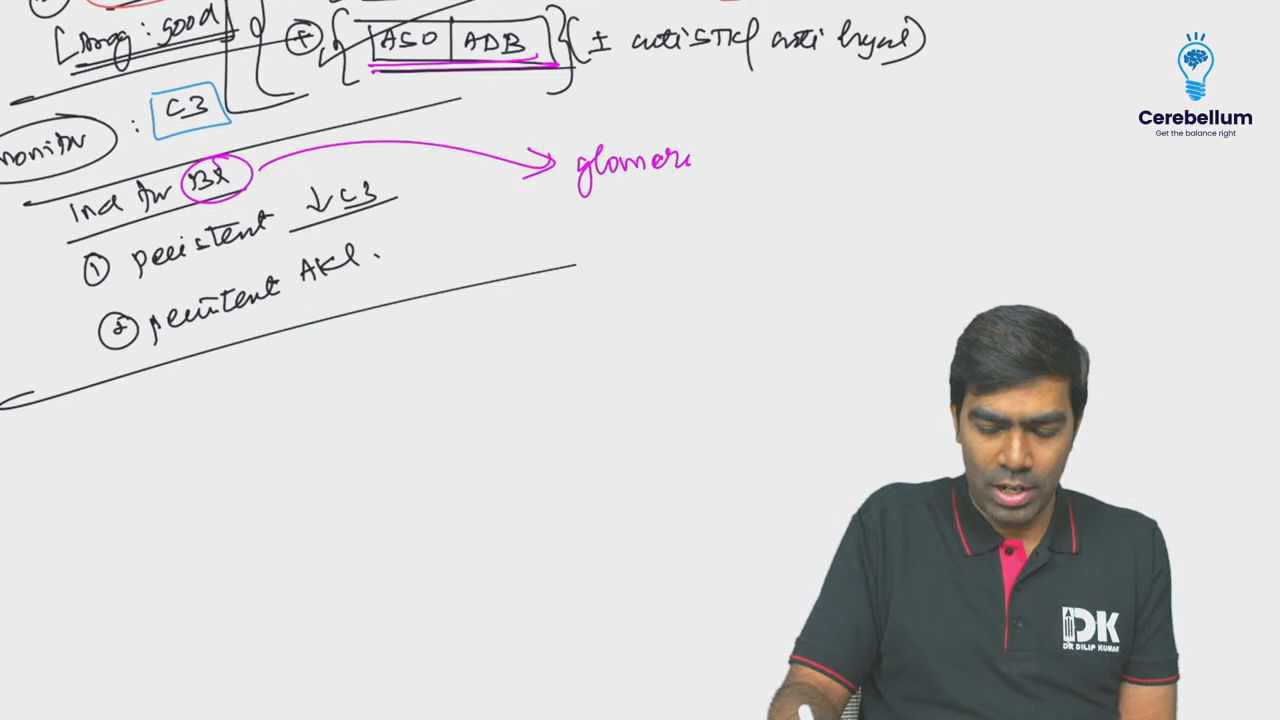 [Prog: good
+ { ASO ADB } (± anti STK anti hyal)
monitor : C3
Ind for Bx glomeru
① persistent ↓ C3
② persistent AKI.
Cerebellum
Get the balance right
DK
DR DILIP KUMAR